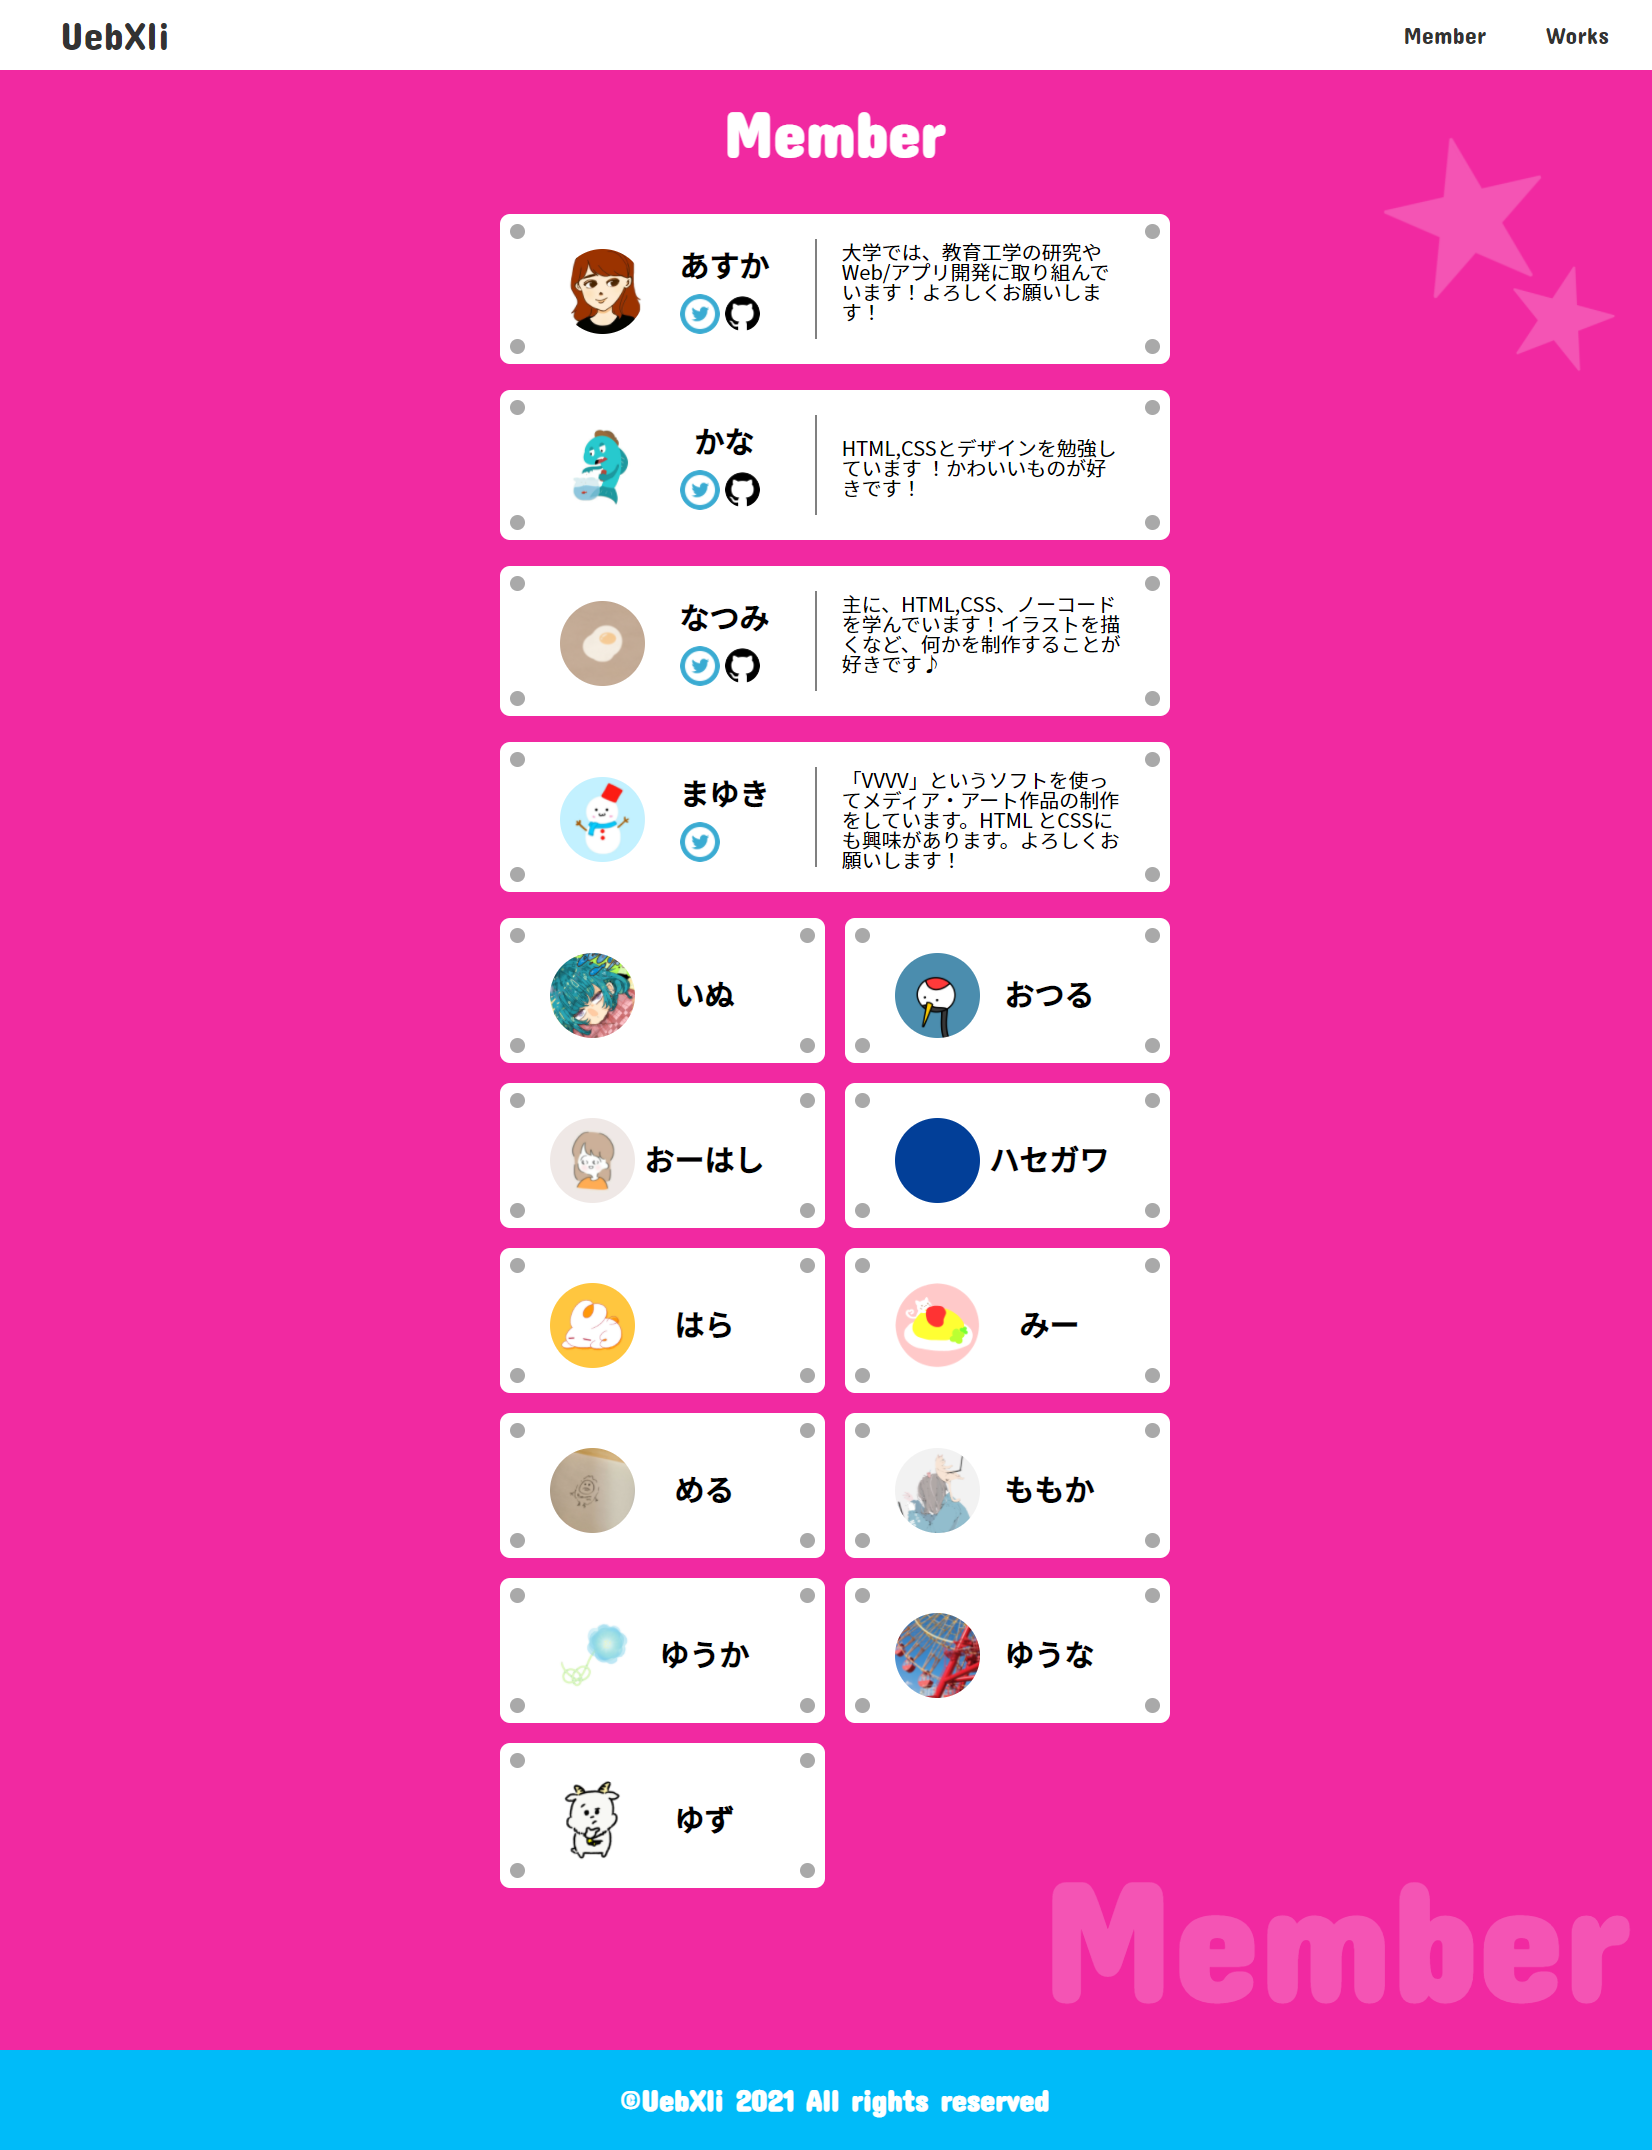 UebXli
Member
Works
Member
あすか
大学では、教育工学の研究や
Web/アプリ開発に取り組んで
います！よろしくお願いしま
す！
かな
HTML,CSSとデザインを勉強し
ています ！かわいいものが好
きです！
なつみ
主に、HTML,CSS、ノーコード
を学んでいます！イラストを描
くなど、何かを制作することが
好きです♪
まゆき
「VVVV」というソフトを使っ
てメディア・アート作品の制作
をしています。HTML とCSSに
も興味があります。よろしくお
願いします！
いぬ
おつる
おーはし
ハセガワ
はら
みー
める
ももか
ゆうか
ゆうな
ゆず
Member
©UebXli 2021 All rights reserved